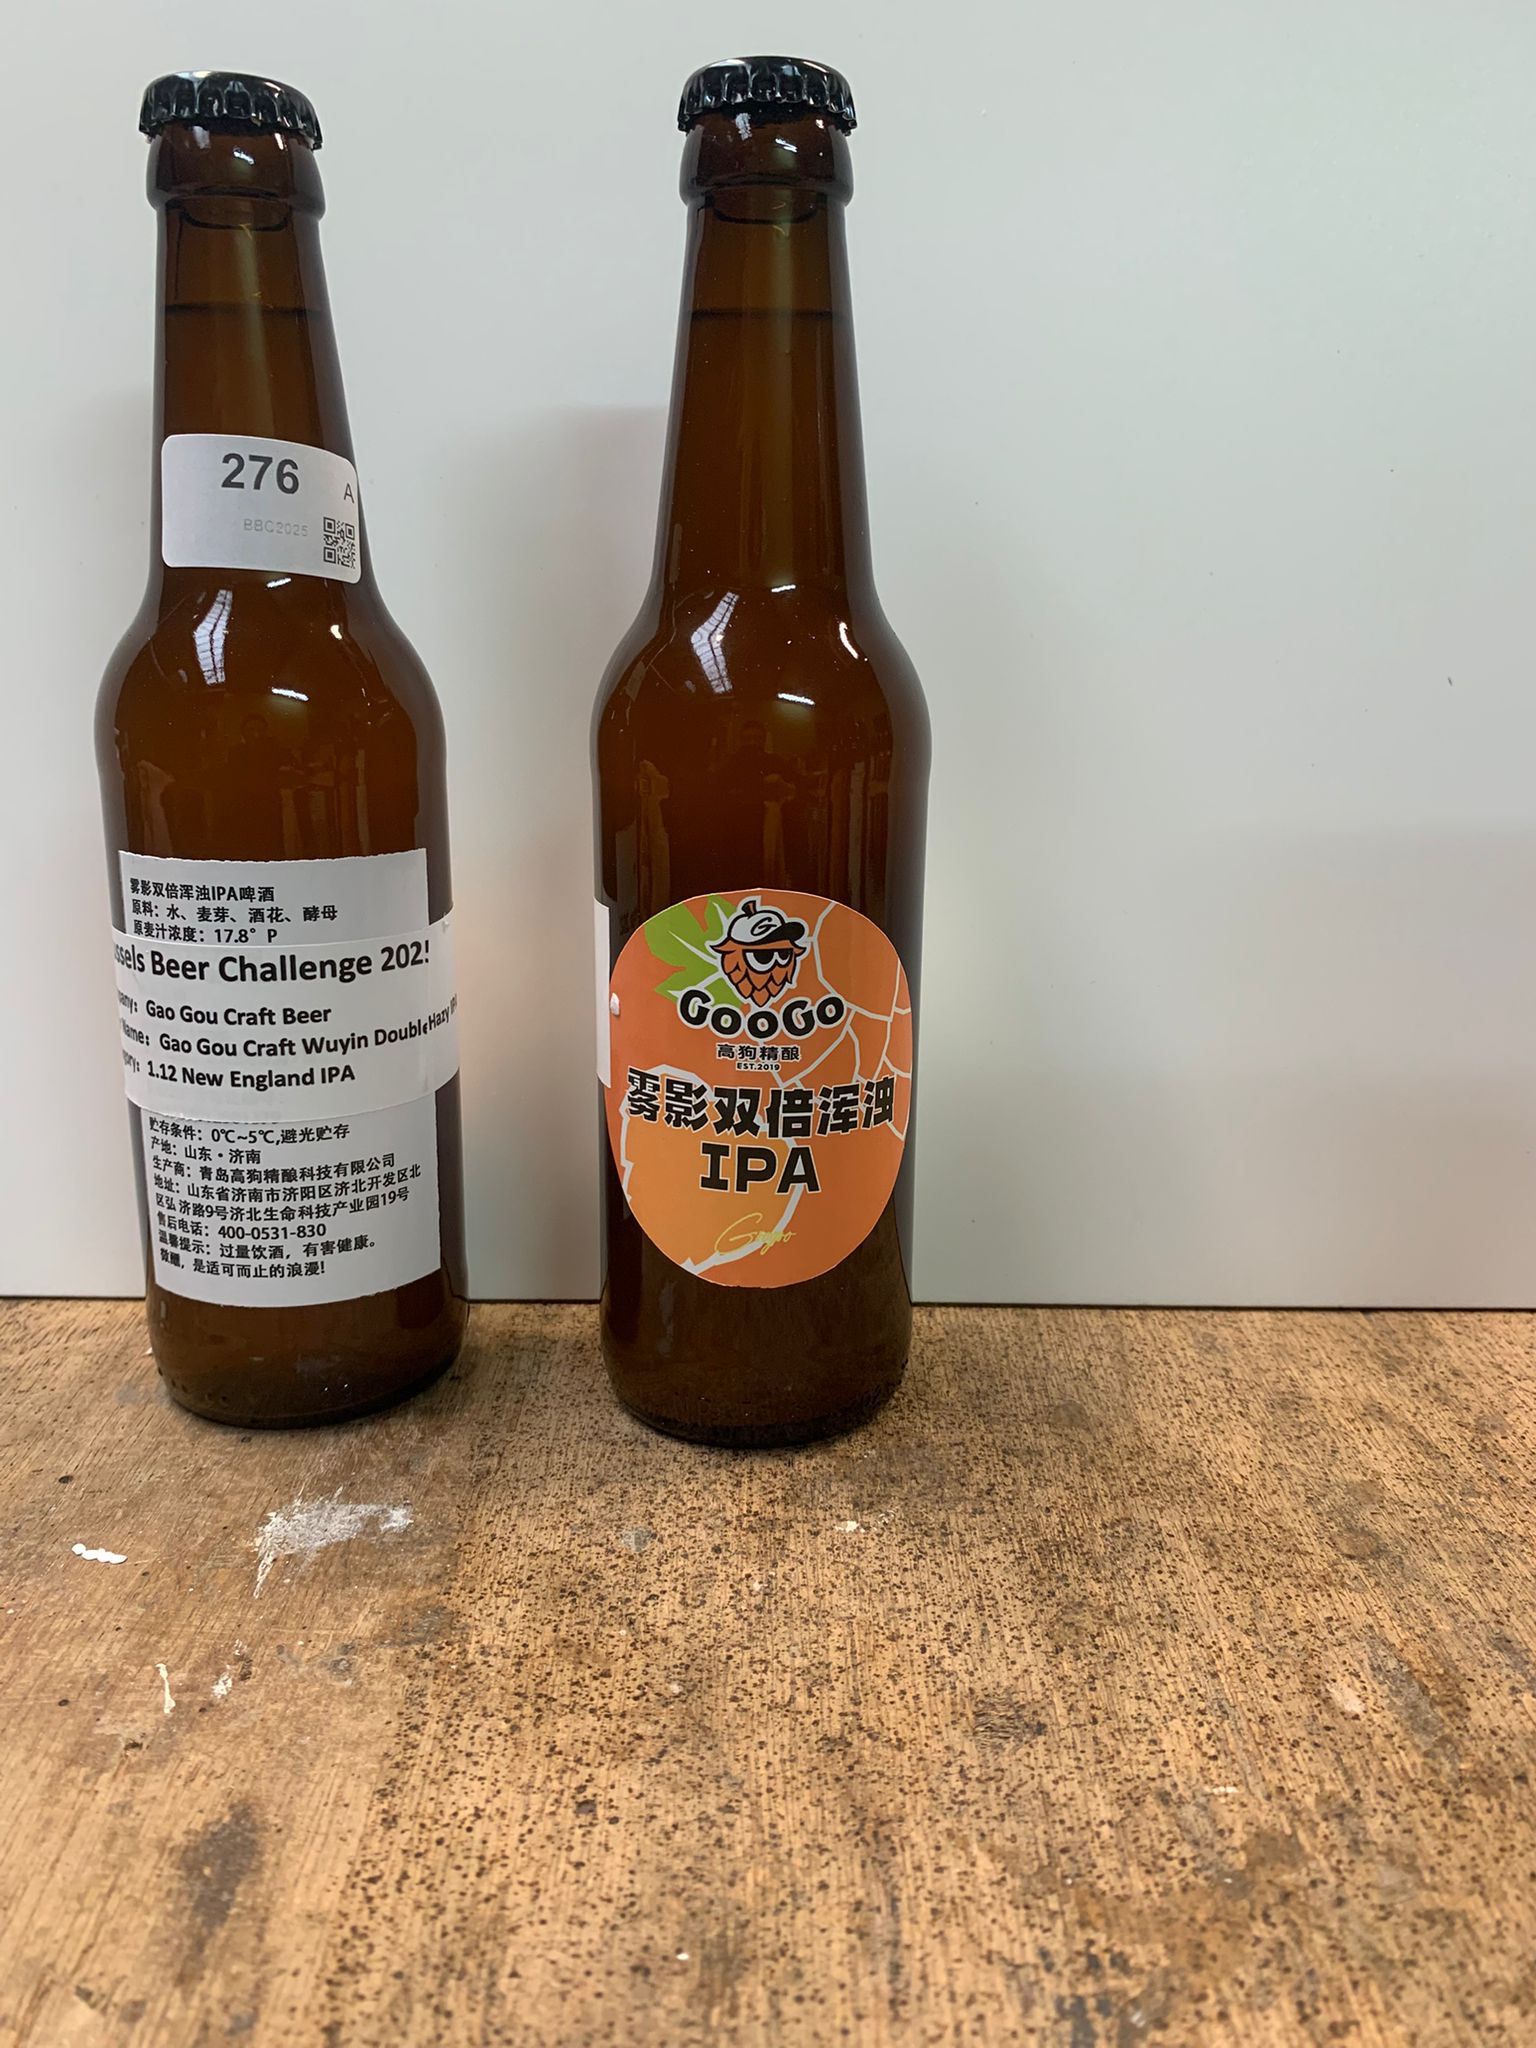 276
A
BBC2025
雾影双倍浑浊IPA啤酒
原料：水、麦芽、酒花、酵母
原麦汁浓度：17.8°P
Beer Challenge 2025
Gao Gou Craft Beer
Name：Gao Gou Craft Wuyin Double Hazy IPA
1.12 New England IPA
贮存条件：0℃~5℃,避光贮存
产地：山东·济南
生产商：青岛高狗精酿科技有限公司
地址：山东省济南市济阳区济北开发区北
区弘济路9号济北生命科技产业园19号
售后电话：400-0531-830
温馨提示：过量饮酒，有害健康。
微醺，是适可而止的浪漫!
G
GOOGO
高狗精酿
EST.2019
雾影双倍浑浊
IPA
Googo